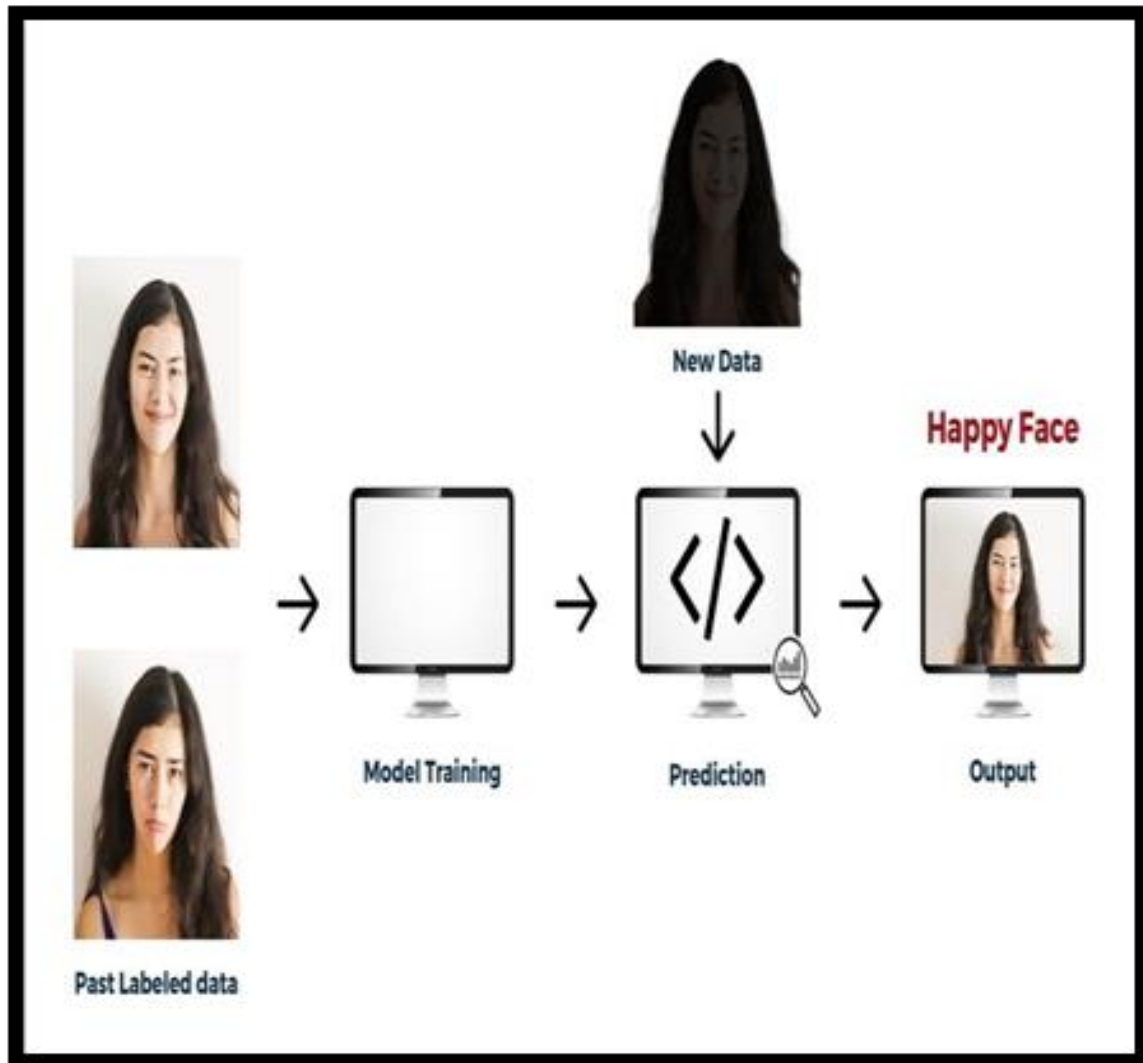 New Data
Happy Face
</>
Model Training
Prediction
Output
Past Labeled data